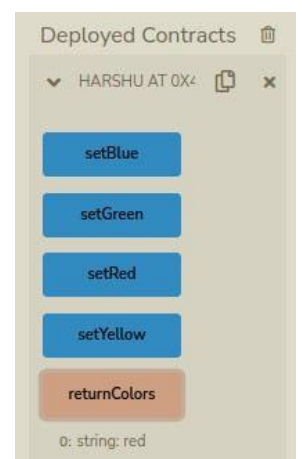 Deployed Contracts
HARSHU AT 0X4
setBlue
setGreen
setRed
setYellow
returnColors
0: string: red